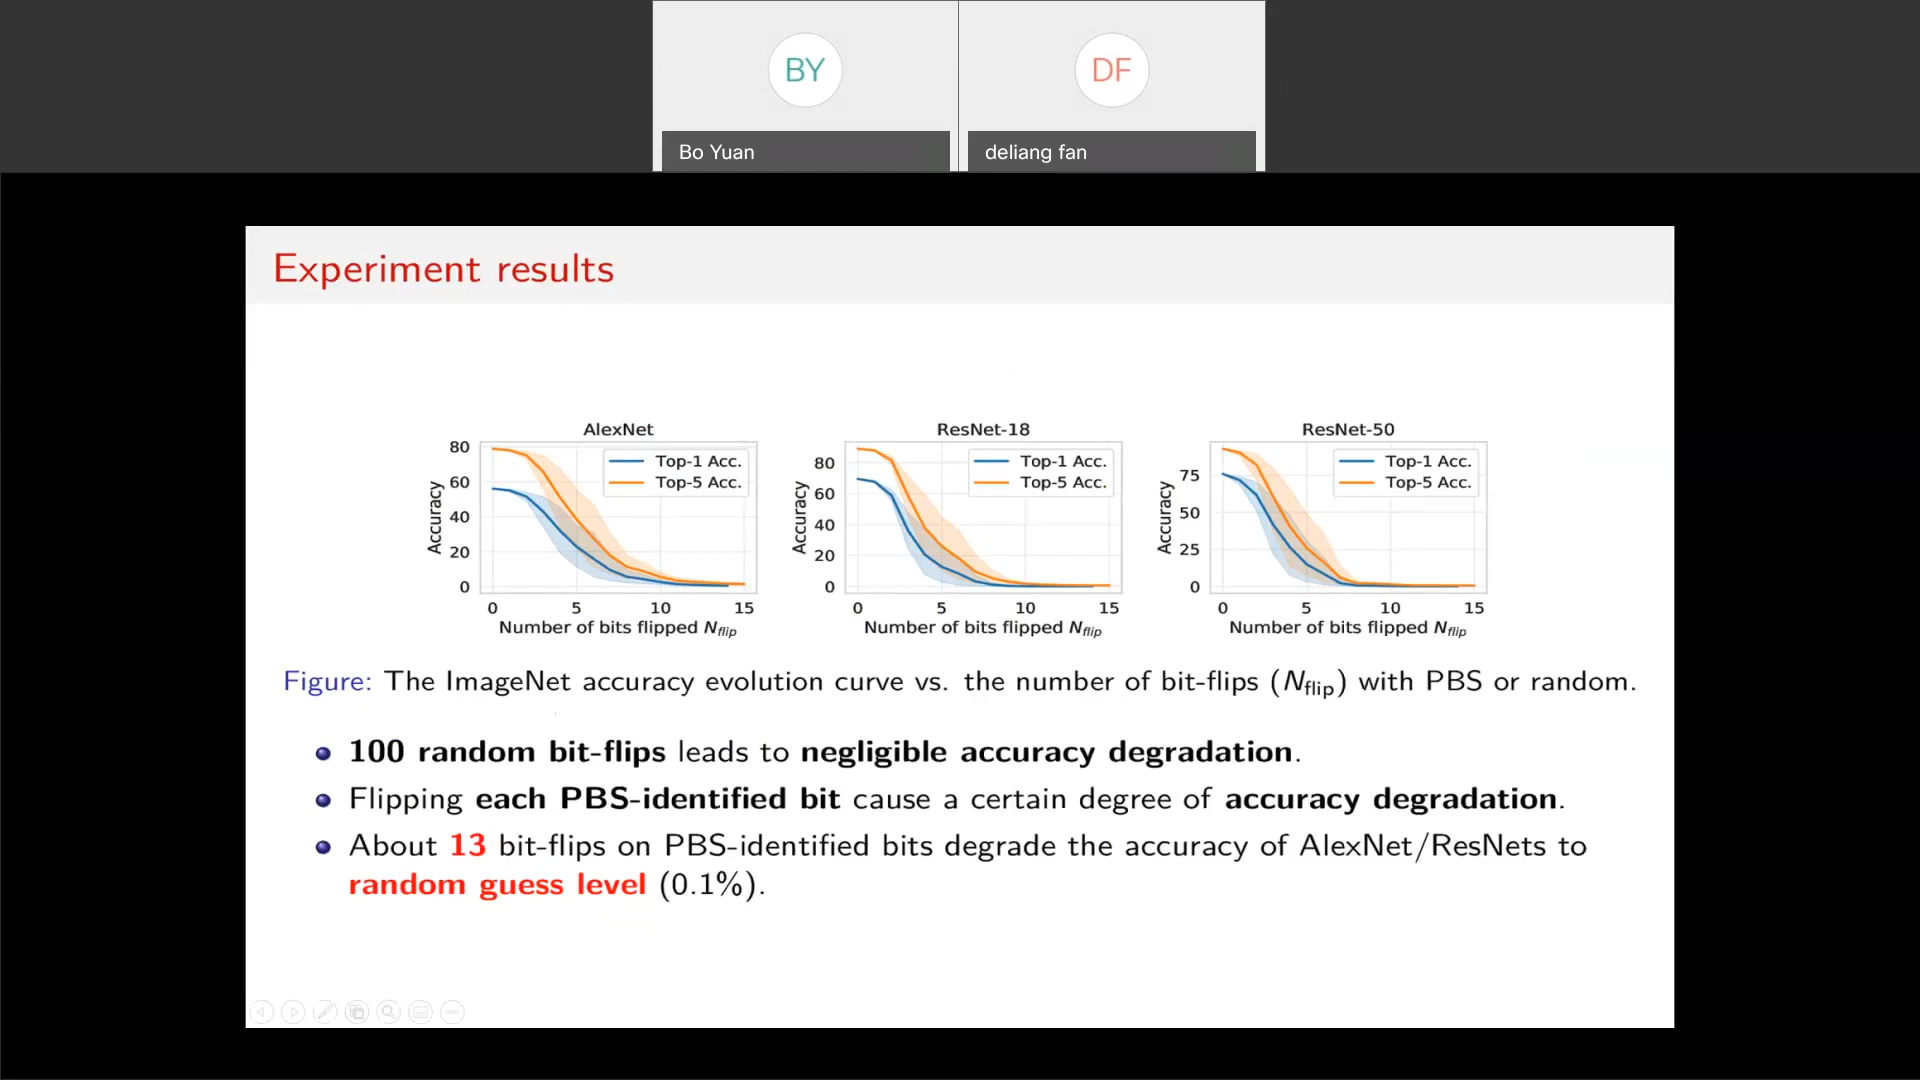 BY
DF
Bo Yuan
deliang fan
Experiment results
AlexNet
ResNet-18
ResNet-50
80
60
40
20
0
Accuracy
Top-1 Acc.
Top-5 Acc.
0 5 10 15
Number of bits flipped N_flip
80
60
40
20
0
Accuracy
Top-1 Acc.
Top-5 Acc.
0 5 10 15
Number of bits flipped N_flip
75
50
25
0
Accuracy
Top-1 Acc.
Top-5 Acc.
0 5 10 15
Number of bits flipped N_flip
Figure: The ImageNet accuracy evolution curve vs. the number of bit-flips (N_flip) with PBS or random.
100 random bit-flips leads to negligible accuracy degradation.
Flipping each PBS-identified bit cause a certain degree of accuracy degradation.
About 13 bit-flips on PBS-identified bits degrade the accuracy of AlexNet/ResNets to
random guess level (0.1%).